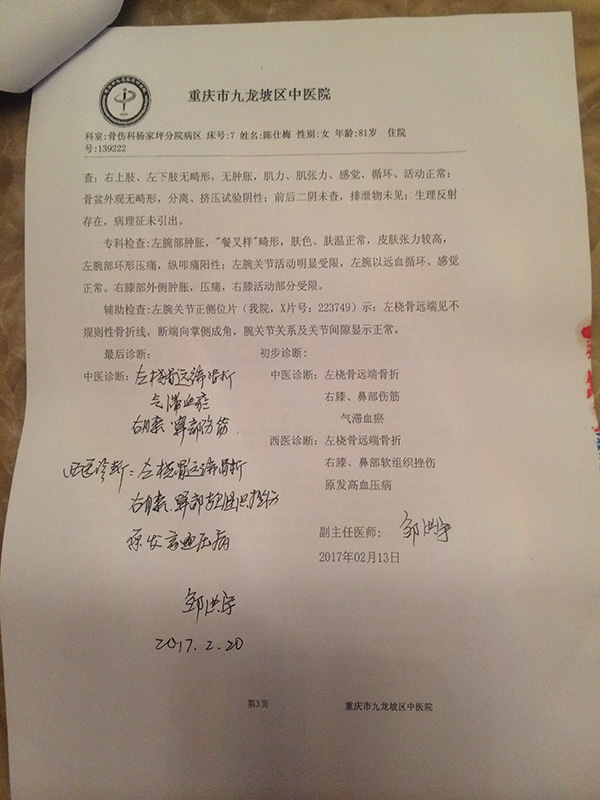 重庆市九龙坡区中医院
科室:骨伤科杨家坪分院病区 床号:7 姓名:陈仕梅 性别:女 年龄:81岁 住院
号:139222
查；右上肢、左下肢无畸形，无肿胀，肌力、肌张力、感觉、循环、活动正常；
骨盆外观无畸形，分离、挤压试验阴性；前后二阴未查，排泄物未见；生理反射
存在，病理征未引出。
专科检查:左腕部肿胀，"餐叉样"畸形，肤色、肤温正常，皮肤张力较高，
左腕部环形压痛，纵叩痛阳性；左腕关节活动明显受限，左腕以远血循环、感觉
正常。右膝部外侧肿胀，压痛，右膝活动部分受限。
辅助检查:左腕关节正侧位片（我院，X片号：223749）示：左桡骨远端见不
规则性骨折线，断端向掌侧成角，腕关节关系及关节间隙显示正常。
最后诊断：
中医诊断：左桡骨远端骨折
气滞血瘀
右膝、鼻部伤筋
西医诊断：左桡骨远端骨折
右膝、鼻部软组织挫伤
原发高血压病
邹洪宇
2017.2.20
初步诊断：
中医诊断：左桡骨远端骨折
右膝、鼻部伤筋
气滞血瘀
西医诊断：左桡骨远端骨折
右膝、鼻部软组织挫伤
原发高血压病
副主任医师：邹洪宇
2017年02月13日
第3页 重庆市九龙坡区中医院